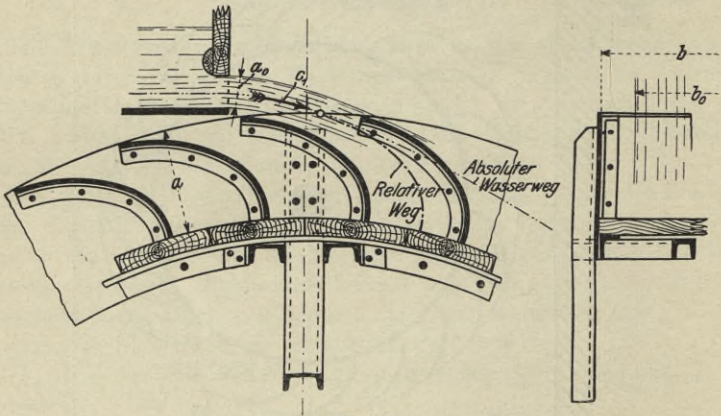 a₀
c₁
b
b₀
a
Relativer
Weg
Absoluter
Wasserweg